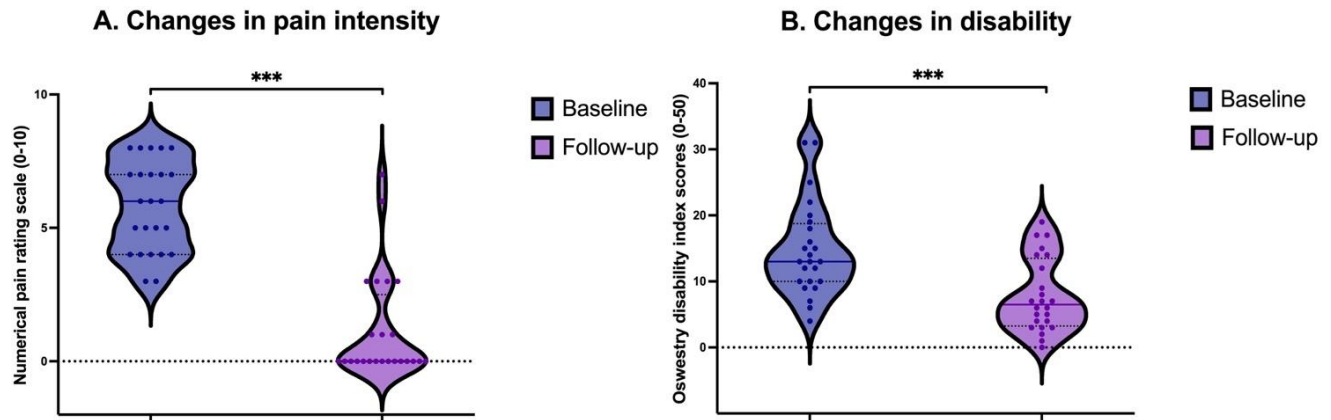 A. Changes in pain intensity
***
Numerical pain rating scale (0-10)
10
5
0
Baseline
Follow-up
B. Changes in disability
***
Oswestry disability index scores (0-50)
40
30
20
10
0
Baseline
Follow-up